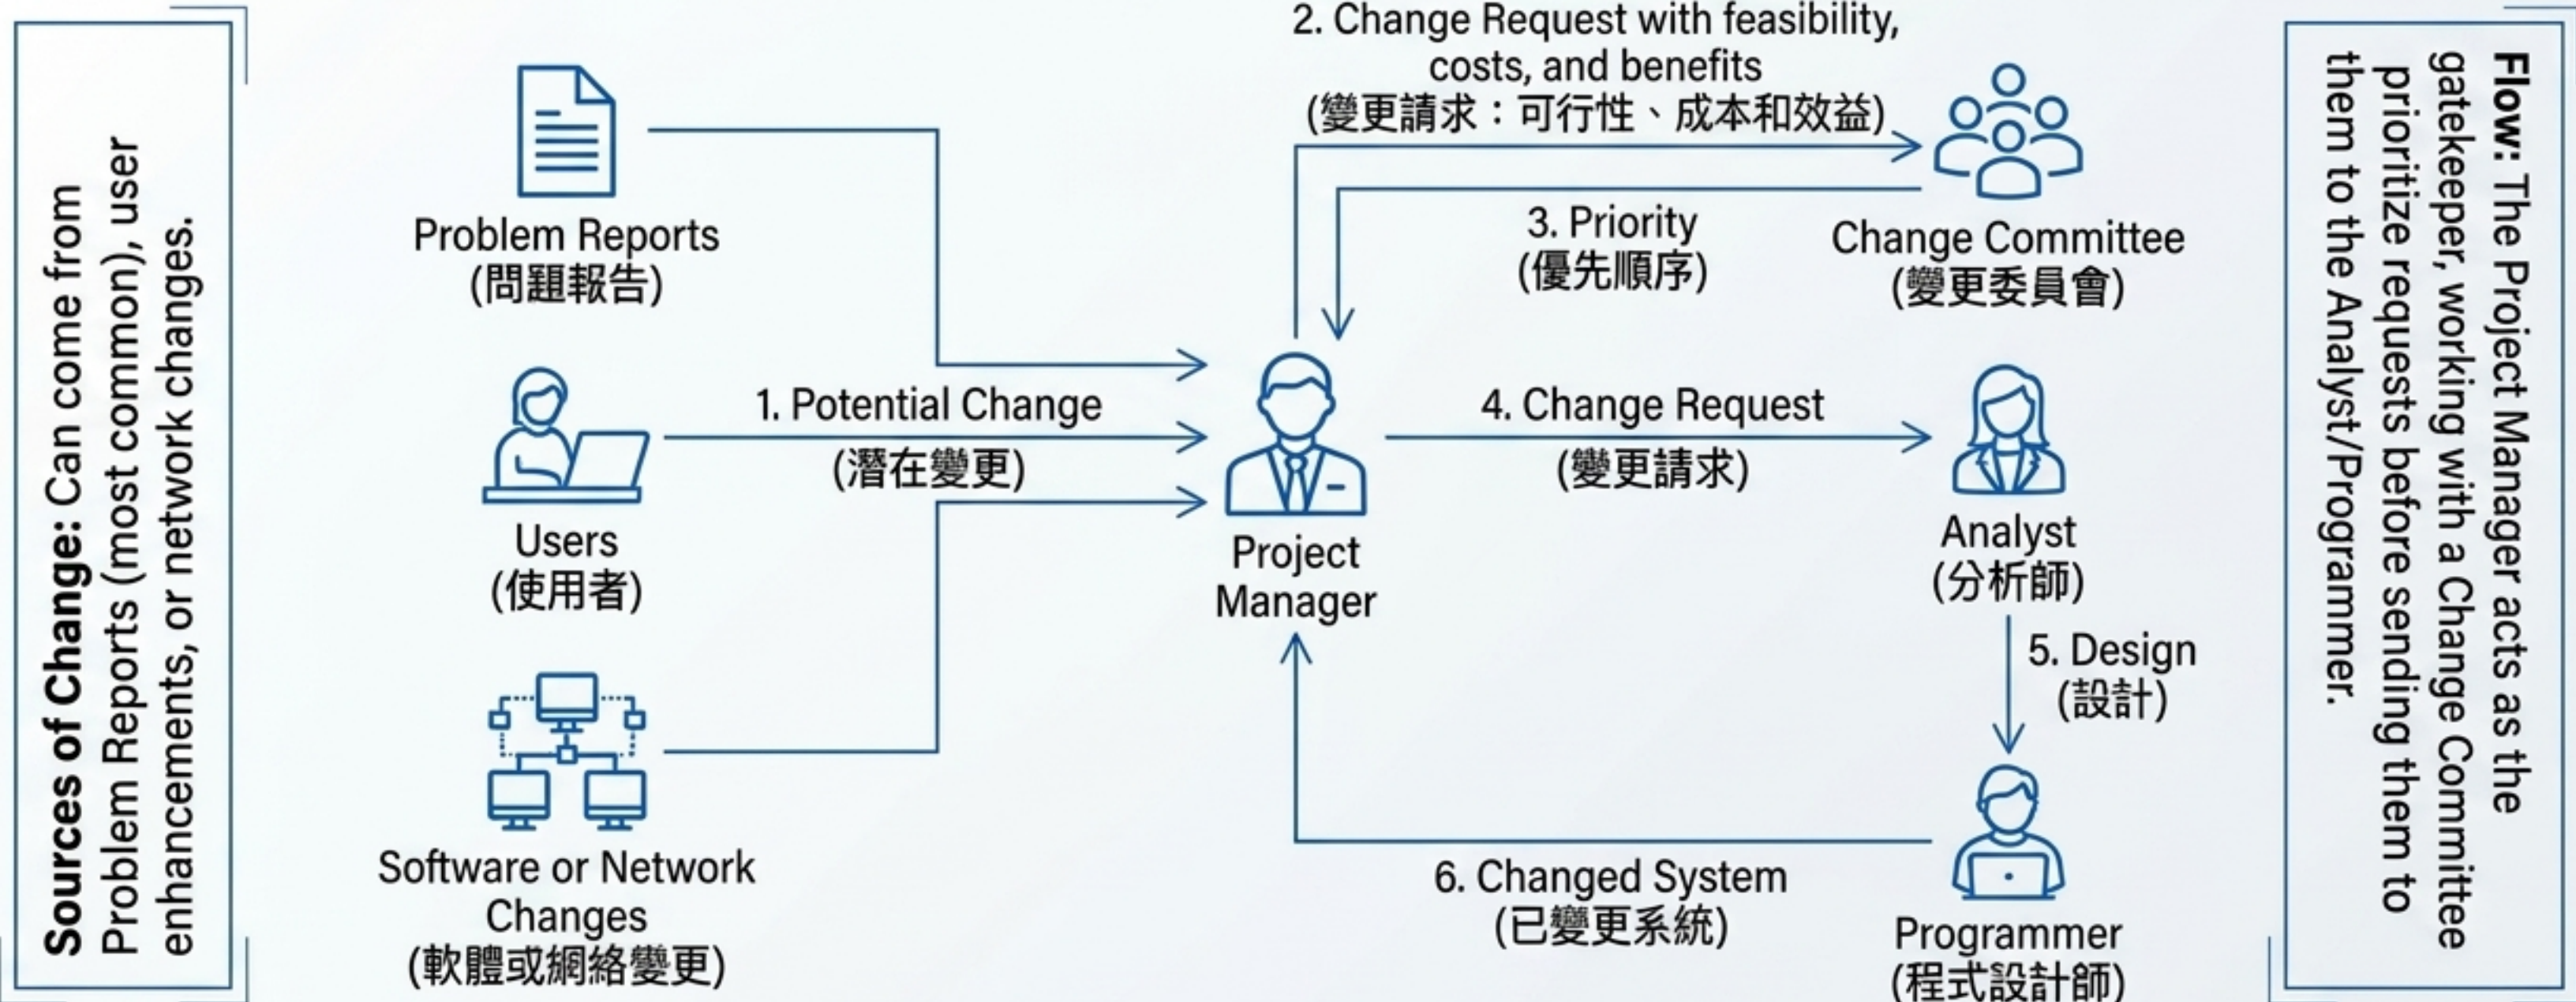 Sources of Change: Can come from
Problem Reports (most common), user
enhancements, or network changes.
Problem Reports
(問題報告)
Users
(使用者)
Software or Network
Changes
(軟體或網絡變更)
1. Potential Change
(潛在變更)
2. Change Request with feasibility,
costs, and benefits
(變更請求：可行性、成本和效益)
3. Priority
(優先順序)
Change Committee
(變更委員會)
Project
Manager
4. Change Request
(變更請求)
Analyst
(分析師)
5. Design
(設計)
6. Changed System
(已變更系統)
Programmer
(程式設計師)
Flow: The Project Manager acts as the
gatekeeper, working with a Change Committee
prioritize requests before sending them to
them to the Analyst/Programmer.